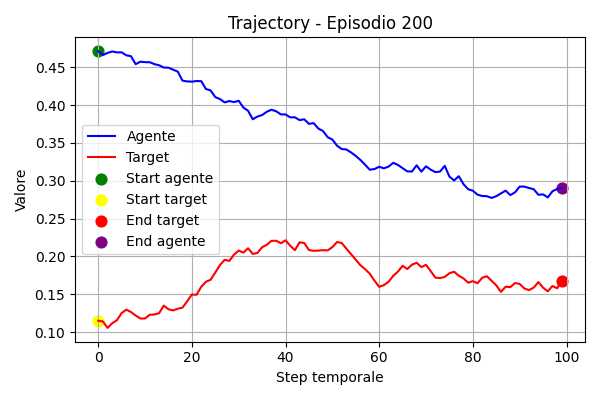 Trajectory - Episodio 200
Valore
0.45
0.40
0.35
0.30
0.25
0.20
0.15
0.10
Agente
Target
Start agente
Start target
End target
End agente
0 20 40 60 80 100
Step temporale